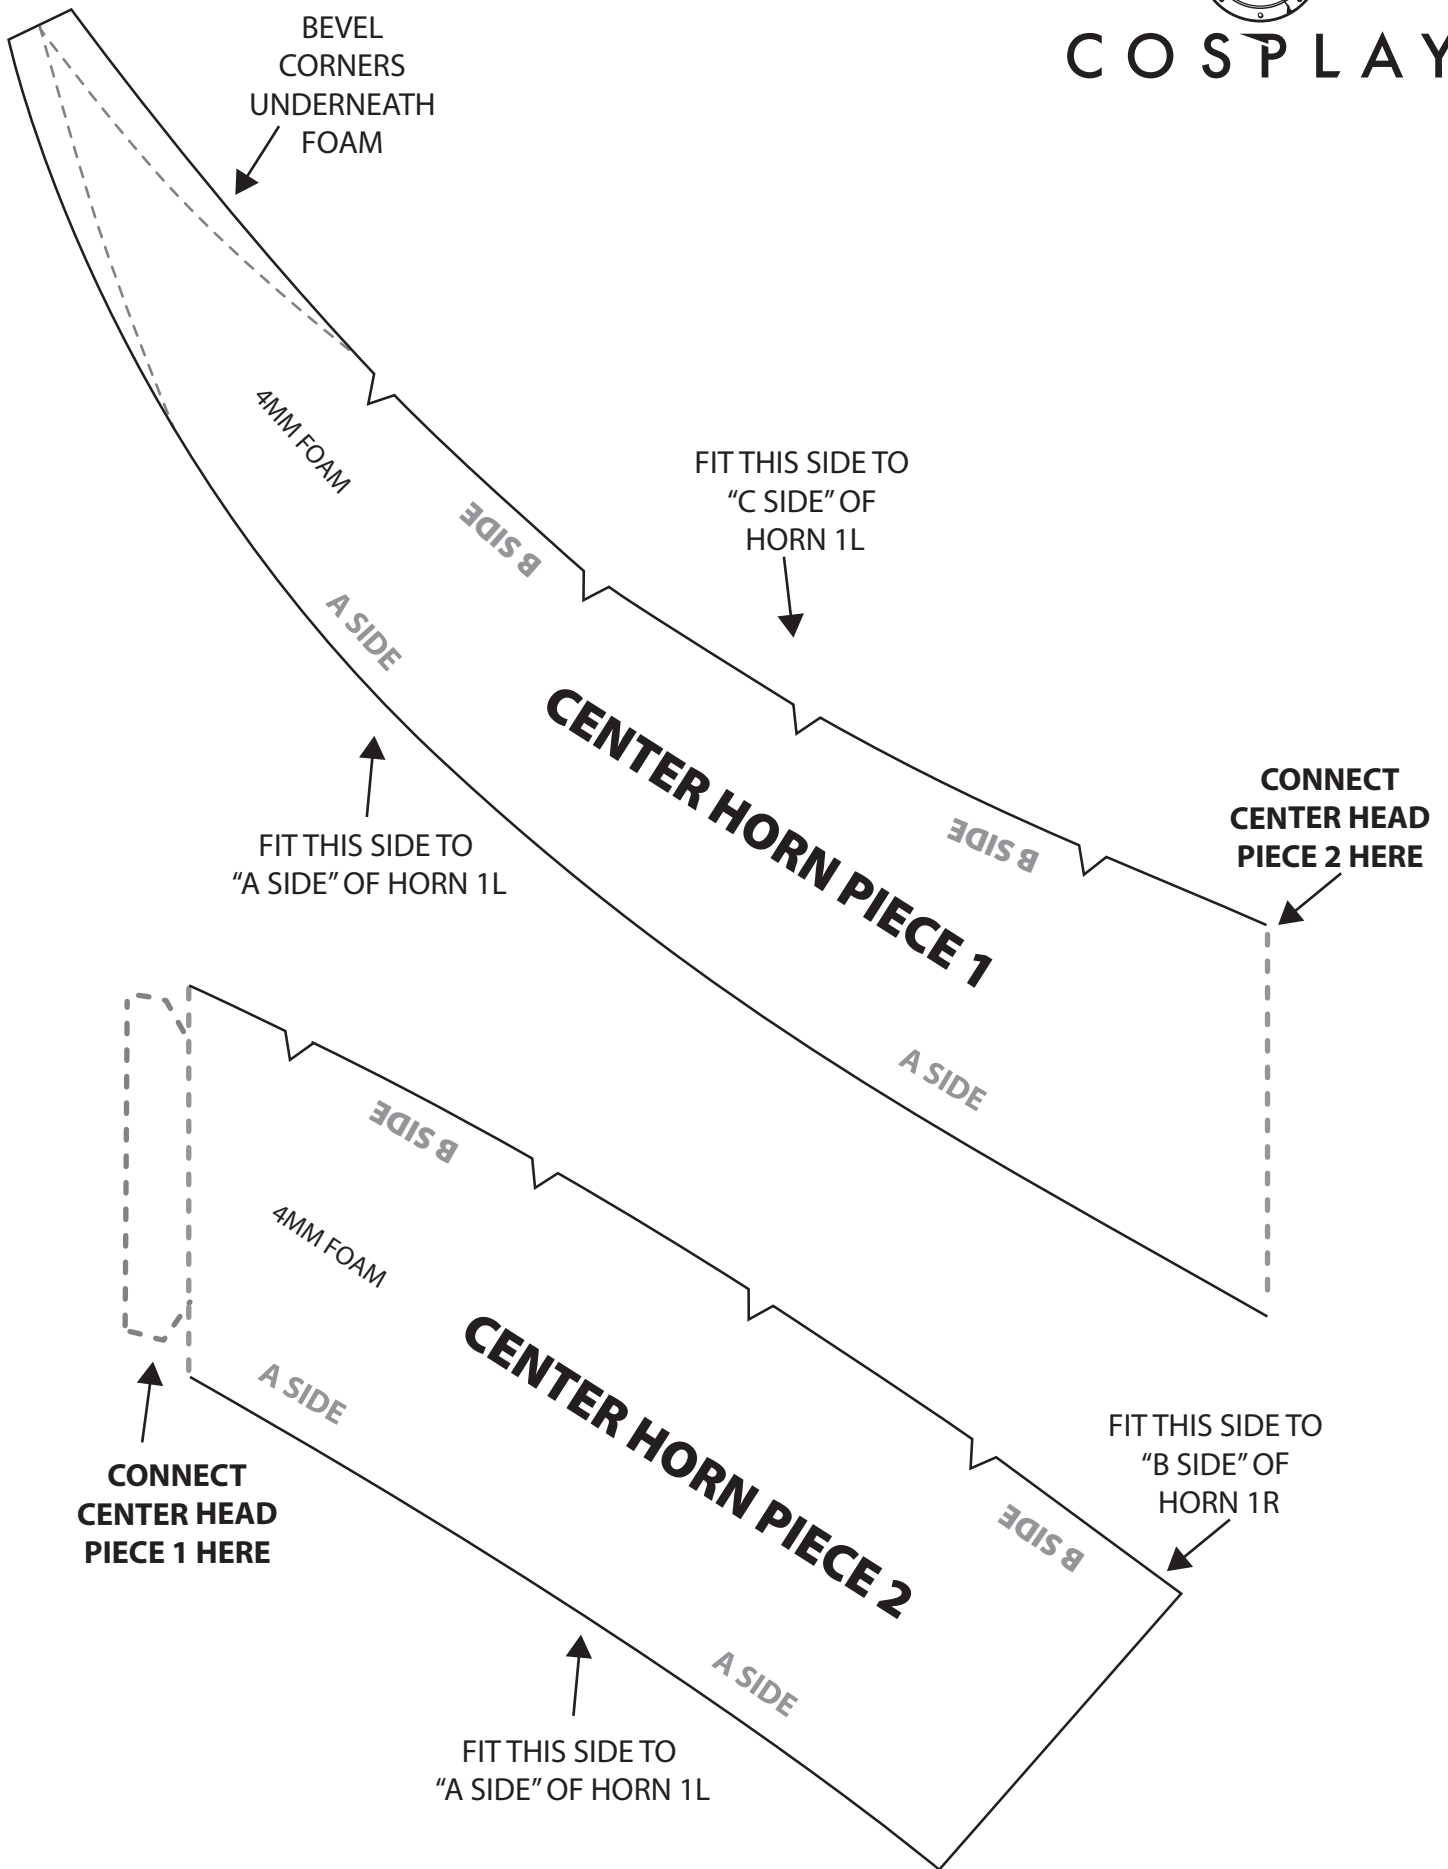 COSPLAY
BEVEL
CORNERS
UNDERNEATH
FOAM
4MM FOAM
B SIDE
A SIDE
FIT THIS SIDE TO
“C SIDE” OF
HORN 1L
CENTER HORN PIECE 1
FIT THIS SIDE TO
“A SIDE” OF HORN 1L
B SIDE
CONNECT
CENTER HEAD
PIECE 2 HERE
A SIDE
B SIDE
4MM FOAM
A SIDE
CENTER HORN PIECE 2
CONNECT
CENTER HEAD
PIECE 1 HERE
FIT THIS SIDE TO
“B SIDE” OF
HORN 1R
B SIDE
A SIDE
FIT THIS SIDE TO
“A SIDE” OF HORN 1L